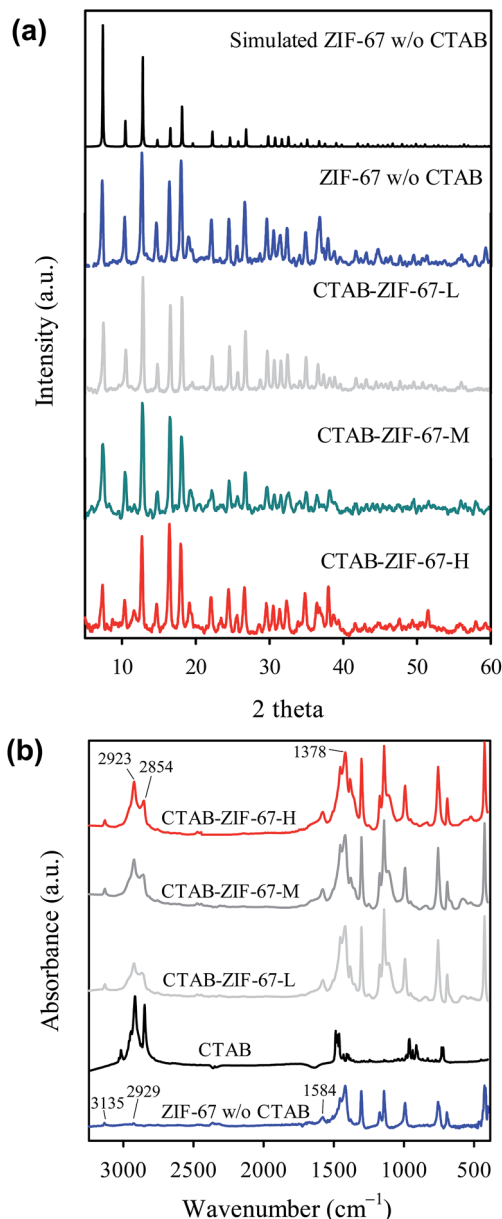 (a)
Simulated ZIF-67 w/o CTAB
ZIF-67 w/o CTAB
CTAB-ZIF-67-L
CTAB-ZIF-67-M
CTAB-ZIF-67-H
Intensity (a.u.)
10 20 30 40 50 60
2 theta
(b)
2923
2854
1378
CTAB-ZIF-67-H
CTAB-ZIF-67-M
CTAB-ZIF-67-L
CTAB
3135
2929
1584
ZIF-67 w/o CTAB
Absorbance (a.u.)
3000 2500 2000 1500 1000 500
Wavenumber (cm⁻¹)